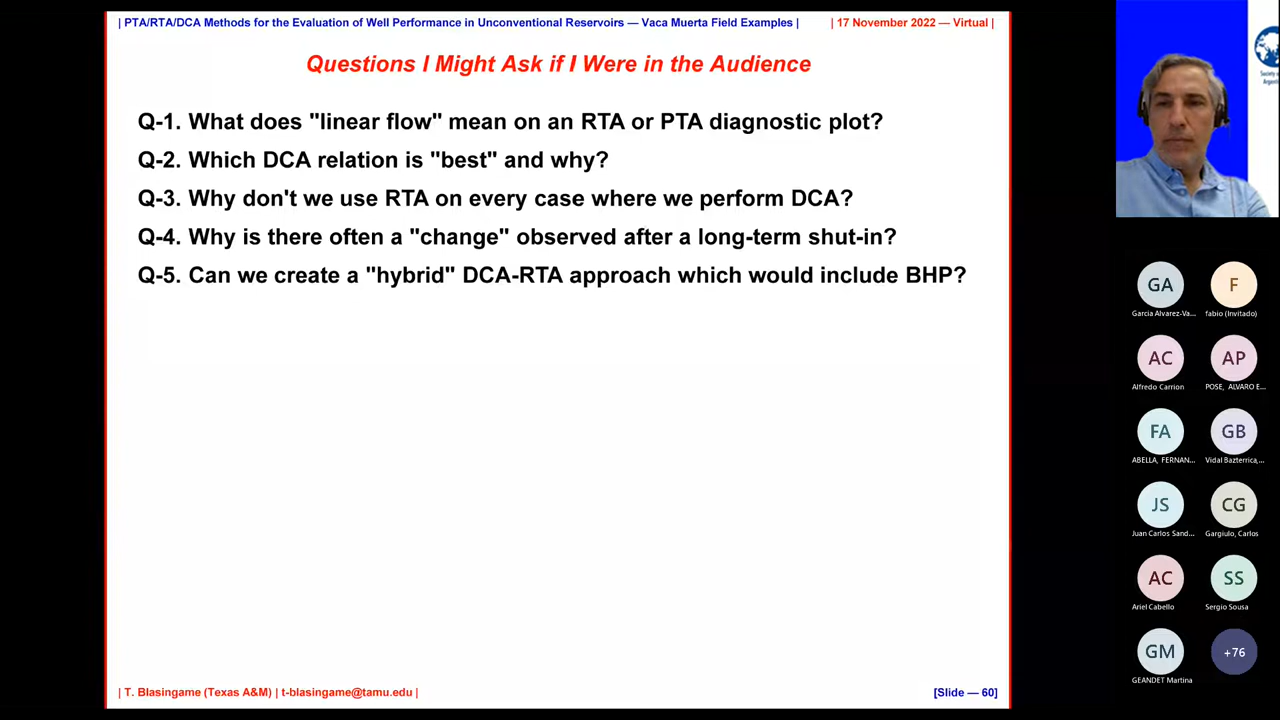 | PTA/RTA/DCA Methods for the Evaluation of Well Performance in Unconventional Reservoirs — Vaca Muerta Field Examples | | 17 November 2022 — Virtual |
Questions I Might Ask if I Were in the Audience
Q-1. What does "linear flow" mean on an RTA or PTA diagnostic plot?
Q-2. Which DCA relation is "best" and why?
Q-3. Why don't we use RTA on every case where we perform DCA?
Q-4. Why is there often a "change" observed after a long-term shut-in?
Q-5. Can we create a "hybrid" DCA-RTA approach which would include BHP?
| T. Blasingame (Texas A&M) | t-blasingame@tamu.edu | [Slide — 60]
GA F
Garcia Alvarez-Va... fabio (Invitado)
AC AP
Alfredo Carrion POSE, ALVARO E...
FA GB
ABELLA, FERNAN... Vidal Bazterrica,...
JS CG
Juan Carlos Sand... Gargiulo, Carlos
AC SS
Ariel Cabello Sergio Sousa
GM +76
GEANDET Martina